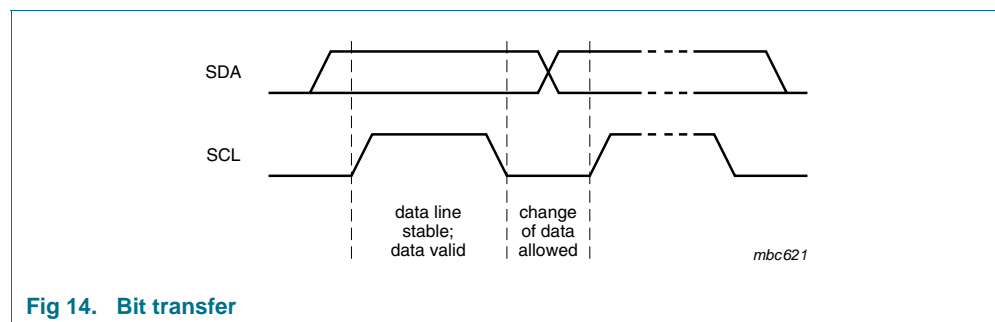 SDA
SCL
data line
stable;
data valid
change
of data
allowed
mbc621
Fig 14. Bit transfer